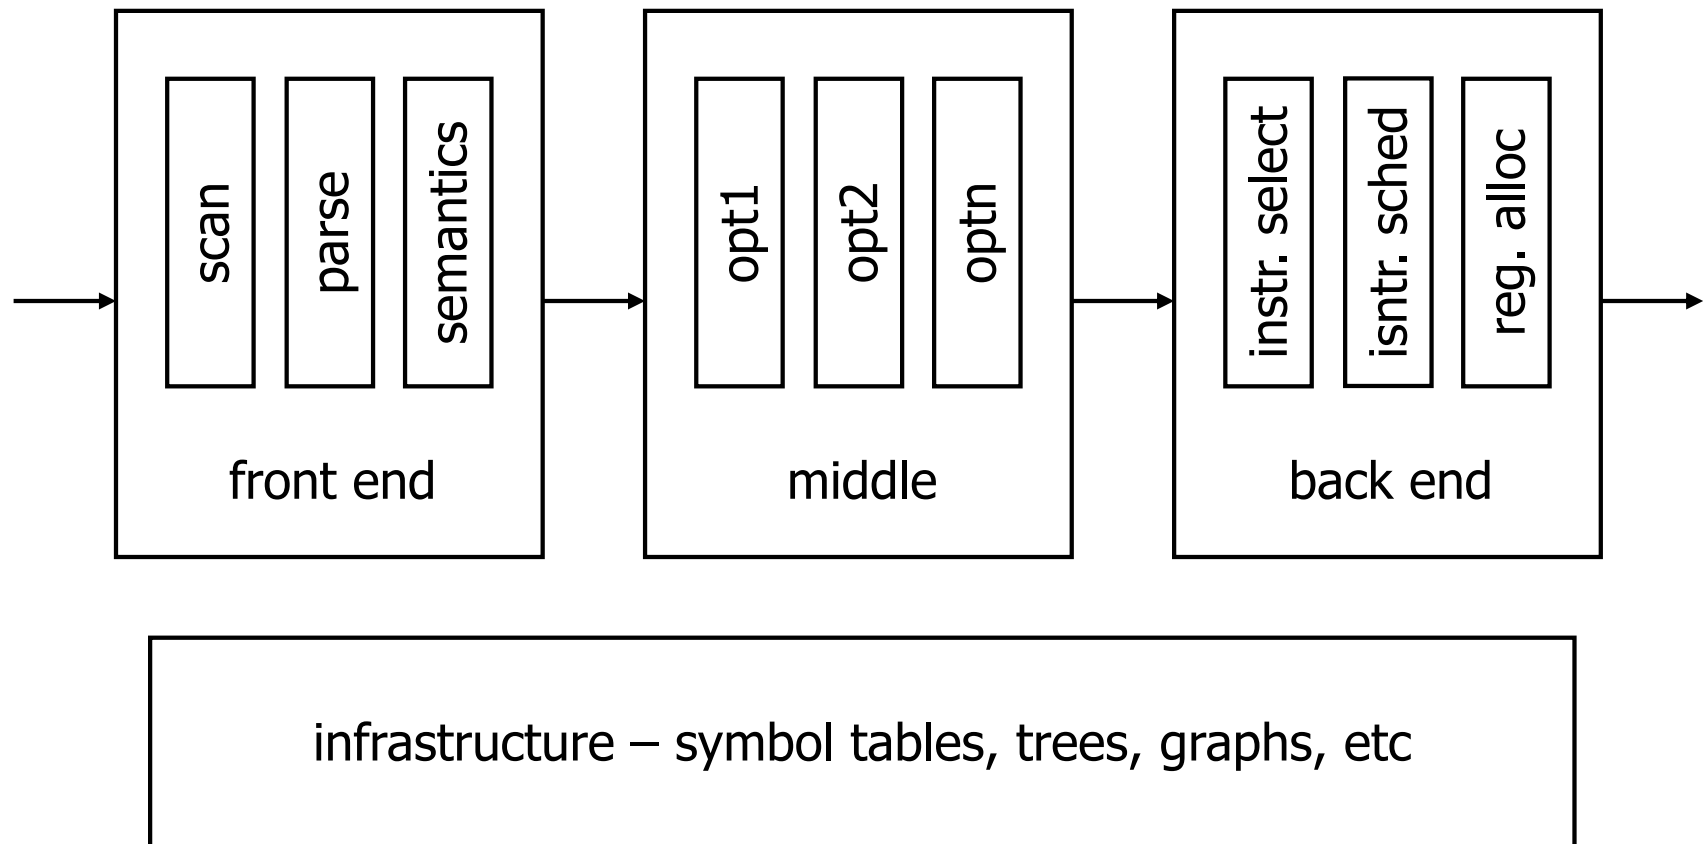 scan
parse
semantics
front end
opt1
opt2
optn
middle
instr. select
isntr. sched
reg. alloc
back end
infrastructure – symbol tables, trees, graphs, etc